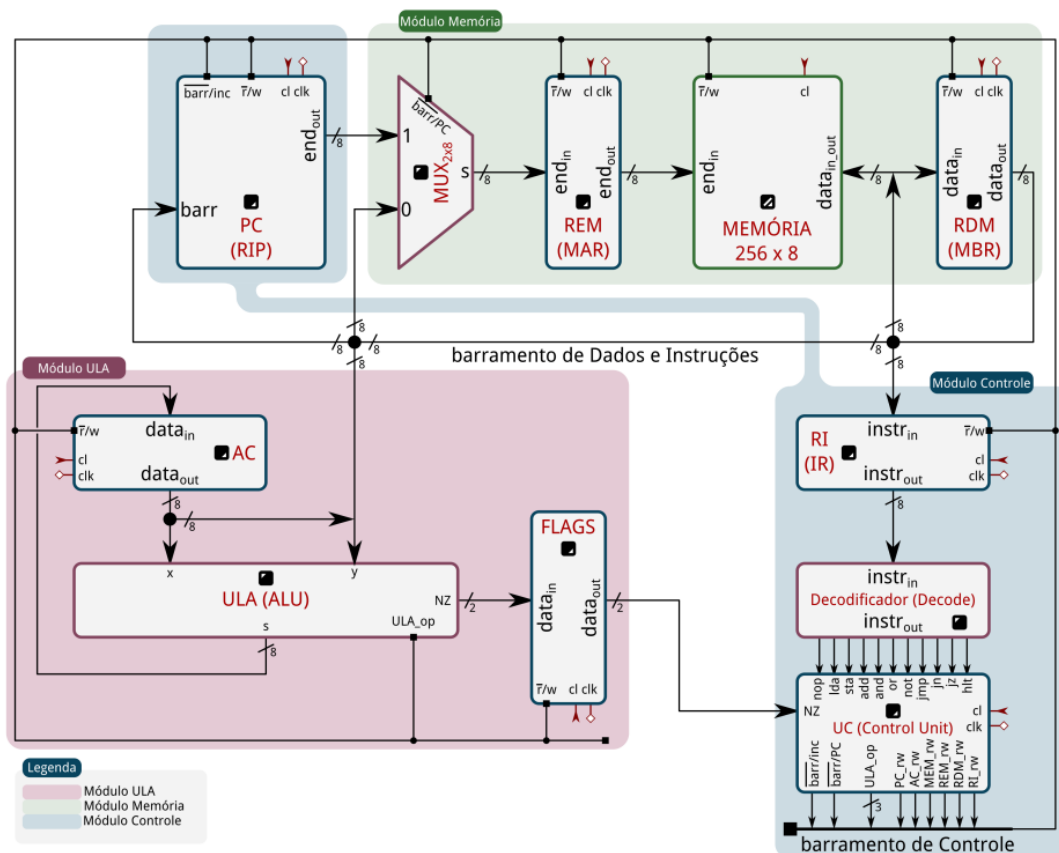 Módulo Memória
barr/inc
r/w
cl clk
end_out
8
barr
PC
(RIP)
barr/PC
1
0
MUX_2x8
s
8
r/w
cl clk
end_in
end_out
REM
(MAR)
8
r/w
cl
end_in
data_in_out
MEMÓRIA
256 x 8
8
r/w
cl clk
data_in
data_out
RDM
(MBR)
8
8
8
8
8
barramento de Dados e Instruções
8
8
8
Módulo ULA
r/w
cl
clk
data_in
AC
data_out
8
8
x
y
ULA (ALU)
s
8
ULA_op
NZ
2
FLAGS
data_in
data_out
r/w
cl clk
2
Módulo Controle
RI
(IR)
instr_in
instr_out
r/w
cl
clk
8
instr_in
Decodificador (Decode)
instr_out
nop
lda
sta
add
and
or
not
jmp
jn
jz
hlt
NZ
UC (Control Unit)
cl
clk
barr/inc
barr/PC
ULA_op
PC_rw
AC_rw
MEM_rw
REM_rw
RDM_rw
RI_rw
3
barramento de Controle
Legenda
Módulo ULA
Módulo Memória
Módulo Controle